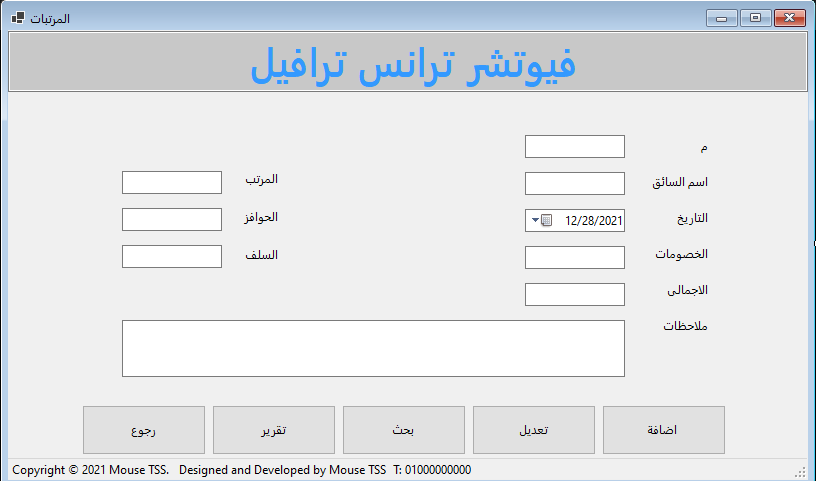 المرتبات
فيوتشر ترانس ترافيل
م
اسم السائق
المرتب
التاريخ
12/28/2021
الحوافز
الخصومات
السلف
الاجمالى
ملاحظات
اضافة
تعديل
بحث
تقرير
رجوع
Copyright © 2021 Mouse TSS. Designed and Developed by Mouse TSS T: 01000000000